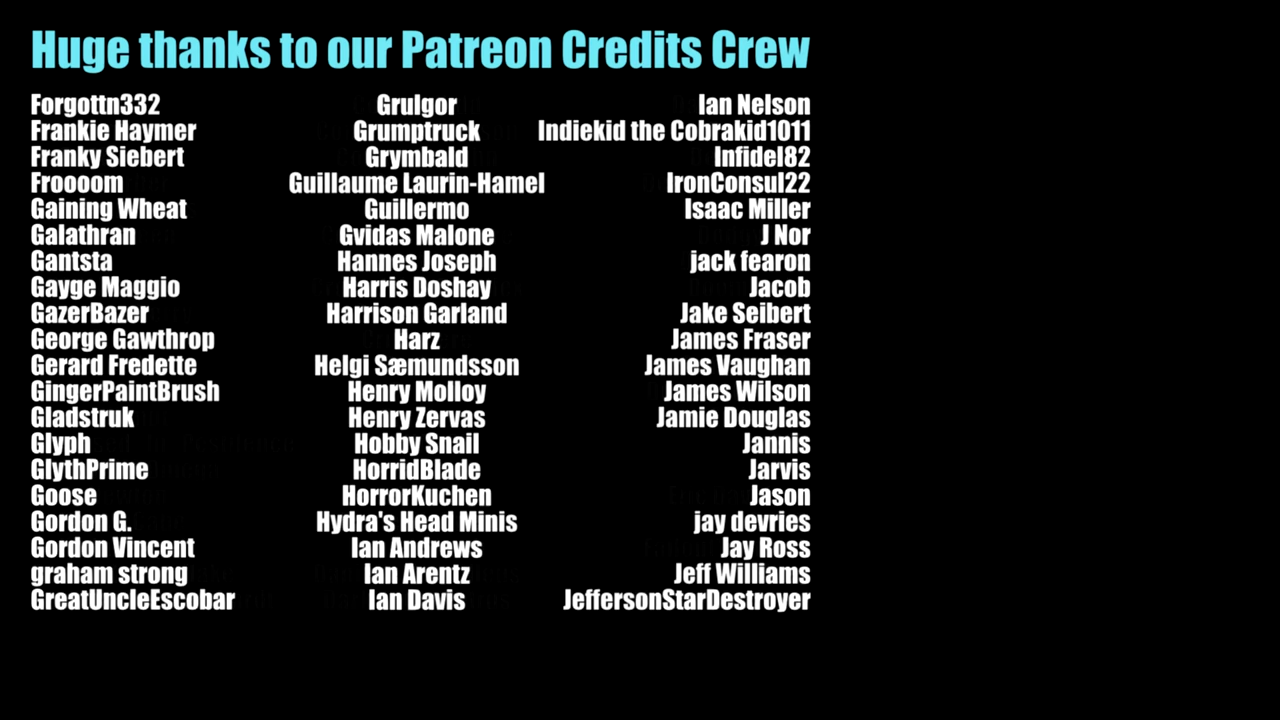 Huge thanks to our Patreon Credits Crew
Forgottn332
Frankie Haymer
Franky Siebert
Froooom
Gaining Wheat
Galathran
Gantsta
Gayge Maggio
GazerBazer
George Gawthrop
Gerard Fredette
GingerPaintBrush
Gladstruk
Glyph
GlythPrime
Goose
Gordon G.
Gordon Vincent
graham strong
GreatUncleEscobar
Grulgor
Grumptruck
Grymbald
Guillaume Laurin-Hamel
Guillermo
Gvidas Malone
Hannes Joseph
Harris Doshay
Harrison Garland
Harz
Helgi Sæmundsson
Henry Molloy
Henry Zervas
Hobby Snail
HorridBlade
HorrorKuchen
Hydra's Head Minis
Ian Andrews
Ian Arentz
Ian Davis
Ian Nelson
Indiekid the Cobrakid1011
Infidel82
IronConsul22
Isaac Miller
J Nor
jack fearon
Jacob
Jake Seibert
James Fraser
James Vaughan
James Wilson
Jamie Douglas
Jannis
Jarvis
Jason
jay devries
Jay Ross
Jeff Williams
JeffersonStarDestroyer